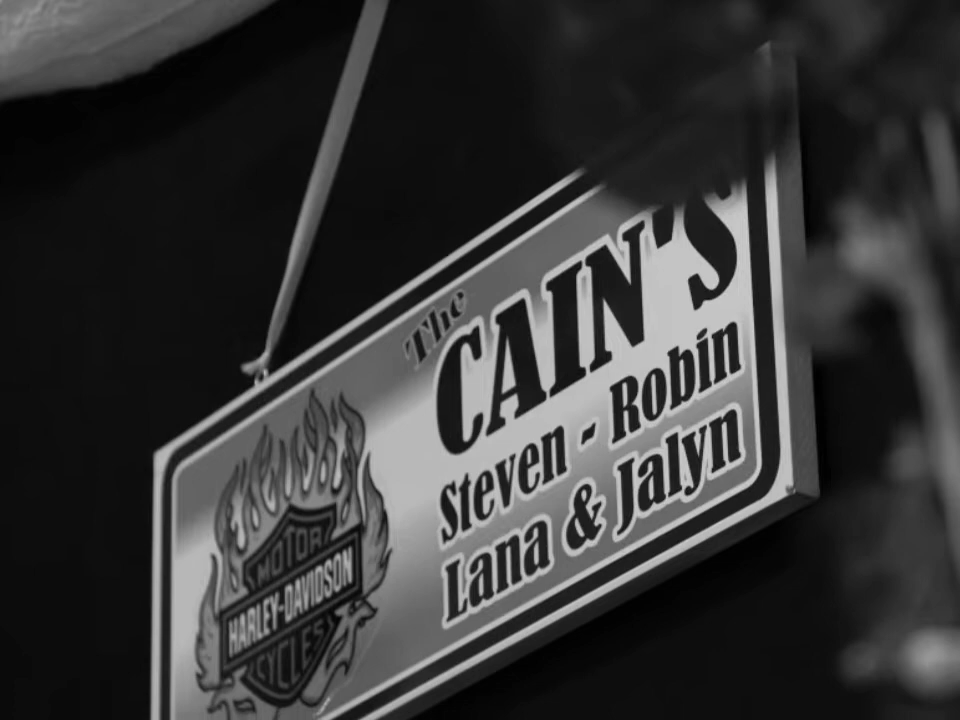 The
CAIN'S
Steven - Robin
Lana & Jalyn
MOTOR
HARLEY-DAVIDSON
CYCLES